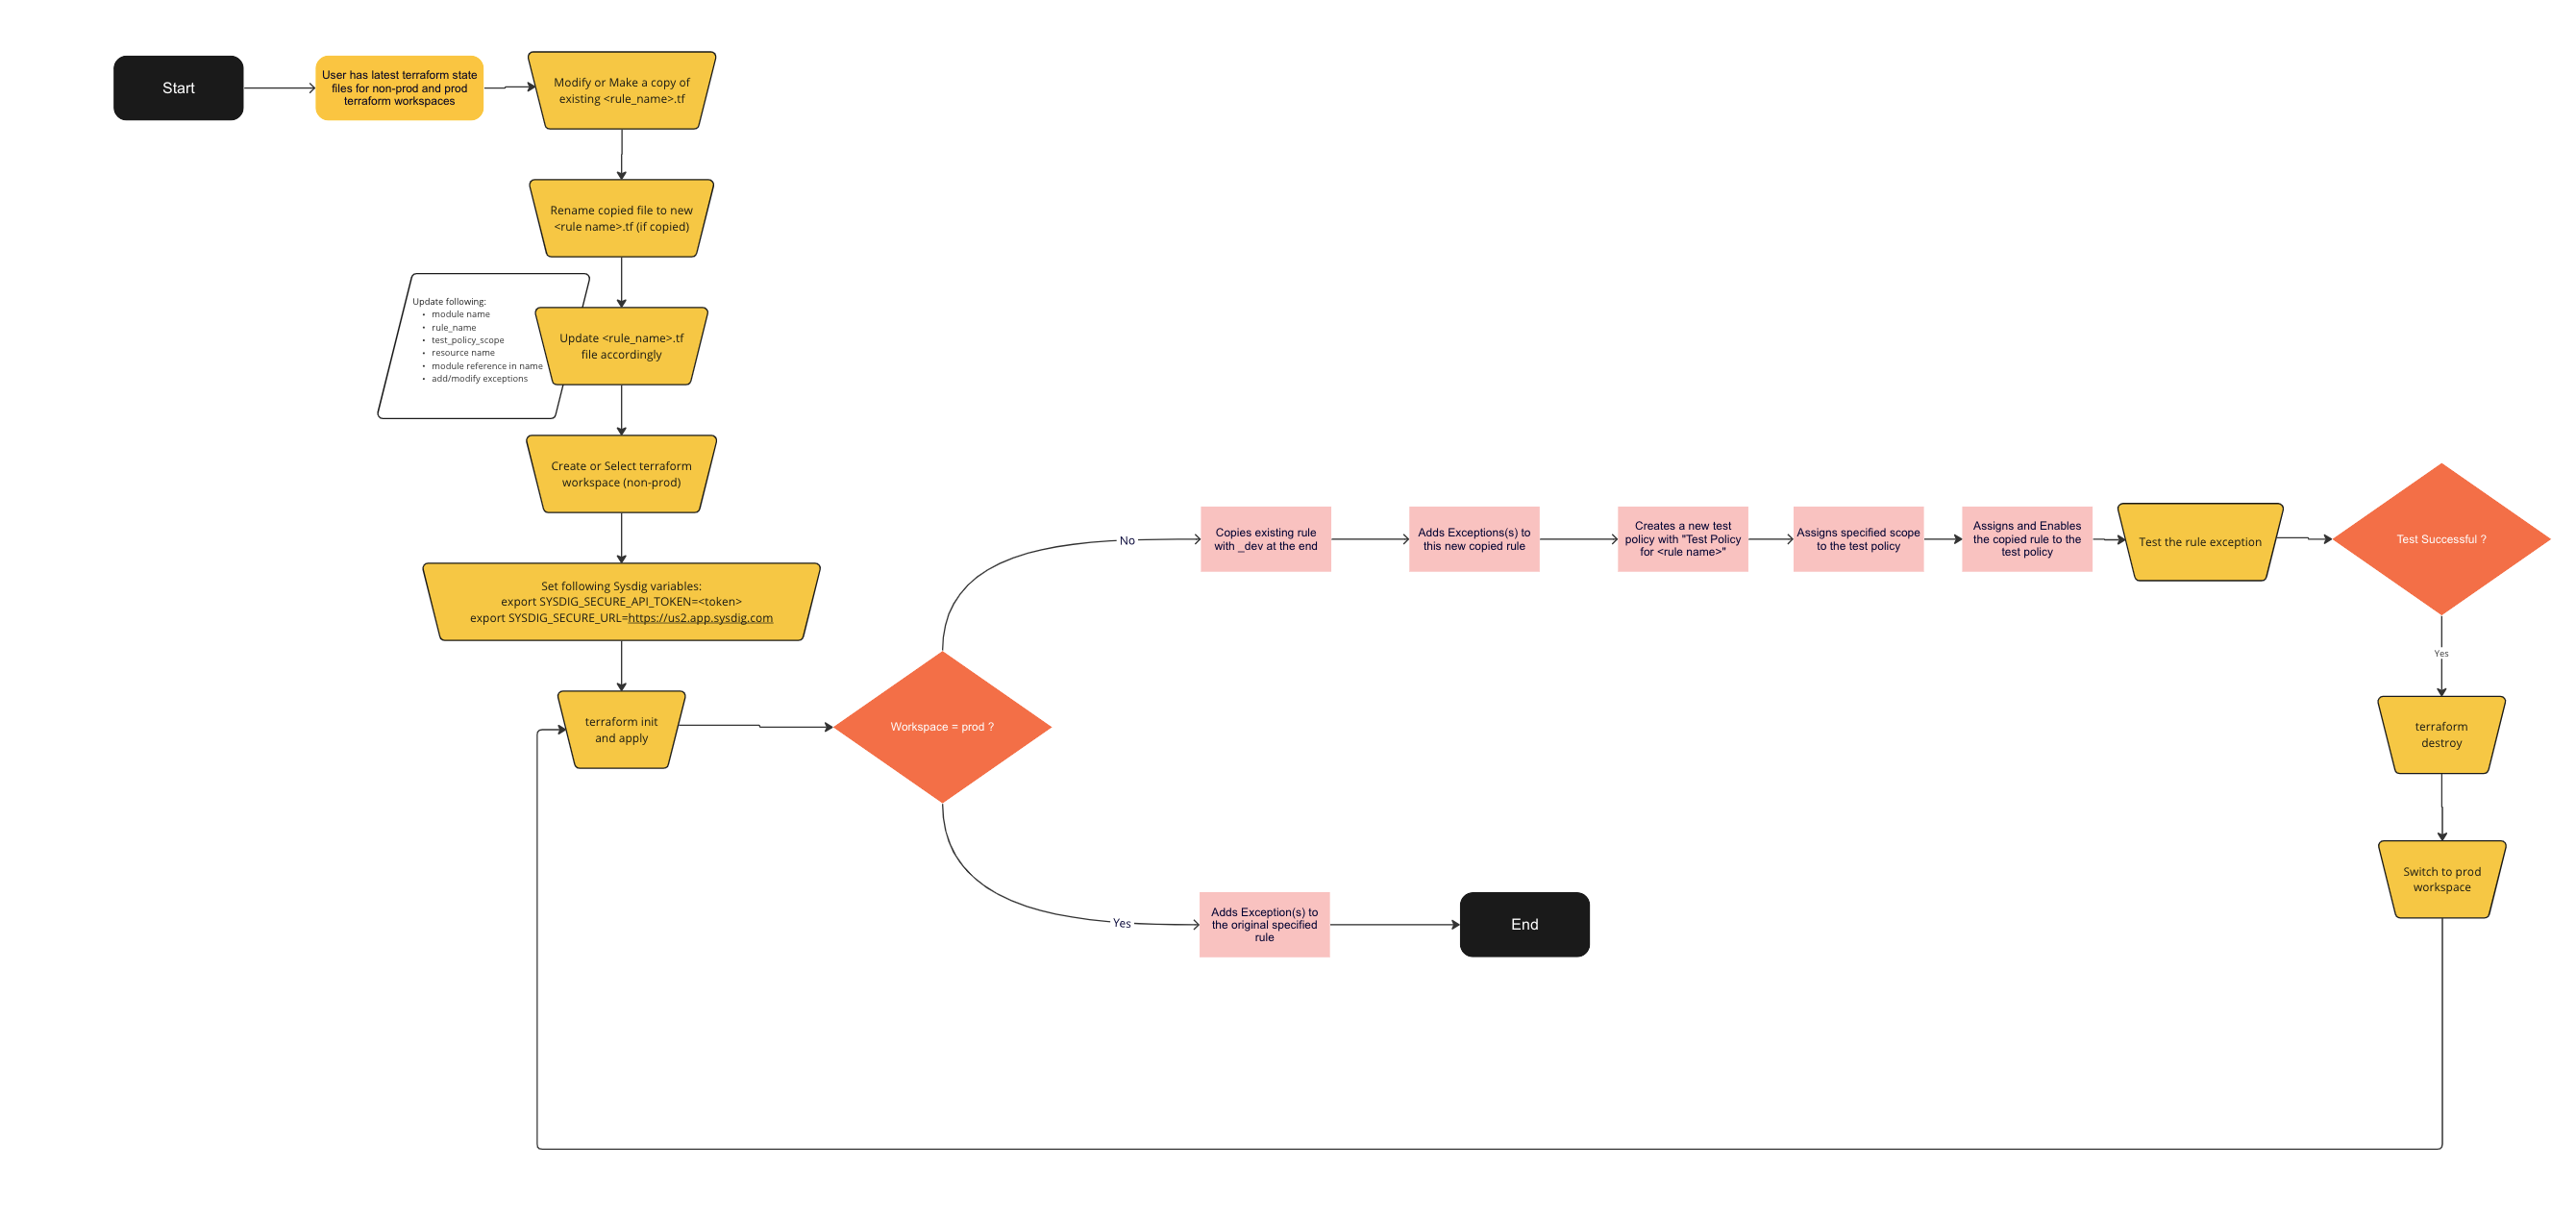 Start
User has latest terraform state
files for non-prod and prod
terraform workspaces
Modify or Make a copy of
existing <rule_name>.tf
Rename copied file to new
<rule name>.tf (if copied)
Update following:
• module name
• rule_name
• test_policy_scope
• resource name
• module reference in name
• add/modify exceptions
Update <rule_name>.tf
file accordingly
Create or Select terraform
workspace (non-prod)
Set following Sysdig variables:
export SYSDIG_SECURE_API_TOKEN=<token>
export SYSDIG_SECURE_URL=https://us2.app.sysdig.com
terraform init
and apply
Workspace = prod ?
No
Copies existing rule
with _dev at the end
Adds Exceptions(s) to
this new copied rule
Creates a new test
policy with "Test Policy
for <rule name>"
Assigns specified scope
to the test policy
Assigns and Enables
the copied rule to the
test policy
Test the rule exception
Test Successful ?
Yes
terraform
destroy
Switch to prod
workspace
Yes
Adds Exception(s) to
the original specified
rule
End